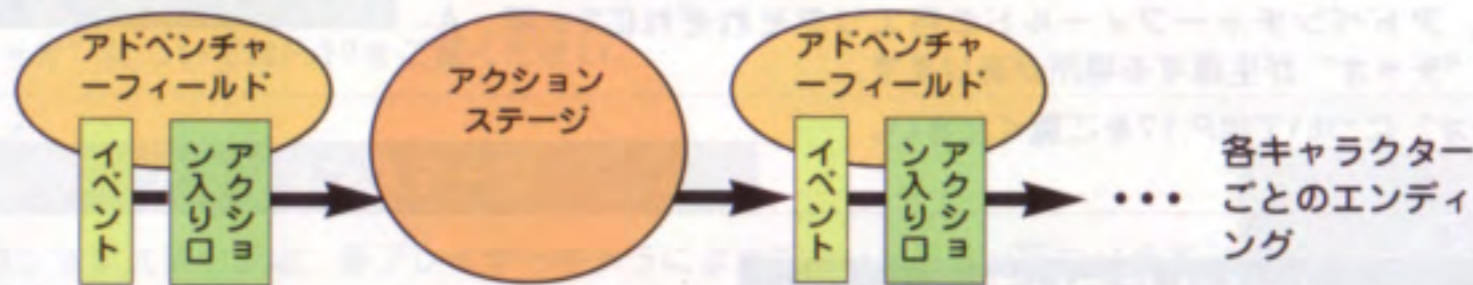 アドベンチャ
ーフィールド
イベント
アクショ
ン入り口
アクション
ステージ
アドベンチャ
ーフィールド
イベント
アクショ
ン入り口
・・・
各キャラクター
ごとのエンディ
ング